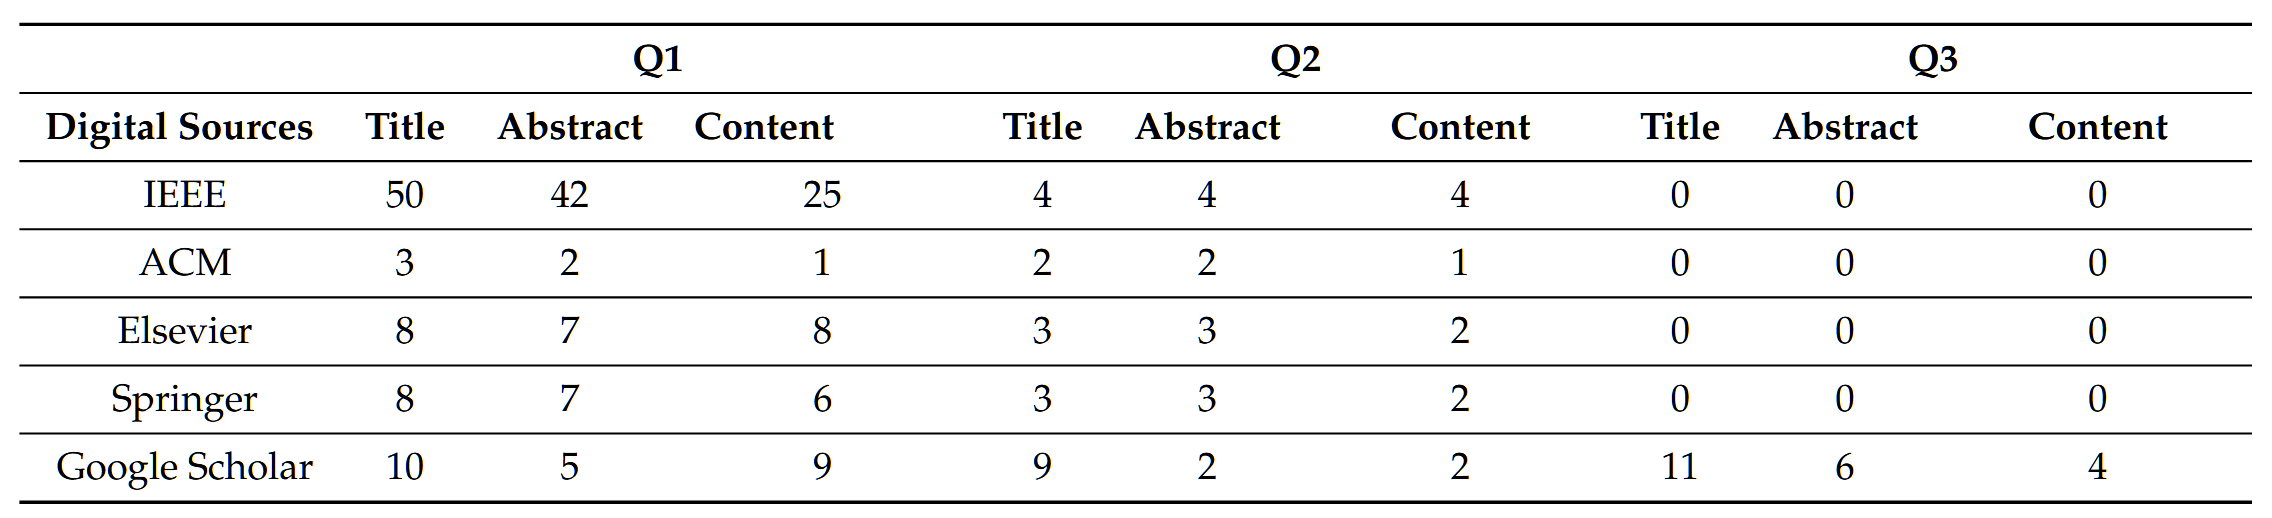 Q1 Q2 Q3
Digital Sources Title Abstract Content Title Abstract Content Title Abstract Content
IEEE 50 42 25 4 4 4 0 0 0
ACM 3 2 1 2 2 1 0 0 0
Elsevier 8 7 8 3 3 2 0 0 0
Springer 8 7 6 3 3 2 0 0 0
Google Scholar 10 5 9 9 2 2 11 6 4